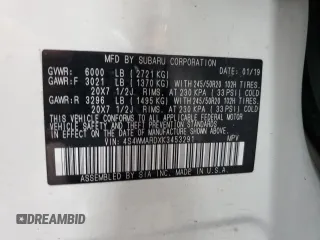 MFD BY SUBARU CORPORATION DATE: 01/19
GVWR: 6000 LB (2721 KG)
GAWR:F 3021 LB (1370 KG) WITH 245/50R20 102H TIRES.
20X7 1/2J. RIMS AT 230 KPA (33 PSI) COLD
GAWR:R 3296 LB (1495 KG) WITH 245/50R20 102H TIRES.
20X7 1/2J. RIMS AT 230 KPA (33 PSI) COLD
THIS VEHICLE CONFORMS TO ALL APPLICABLE FEDERAL MOTOR
VEHICLE SAFETY AND THEFT PREVENTION STANDARDS
IN EFFECT ON THE DATE OF MANUFACTURE SHOWN ABOVE.
VIN: 4S4WMARDXK3453291 MPV
ASSEMBLED BY SIA INC. MADE IN U.S.A.
AUTOBIDMASTER